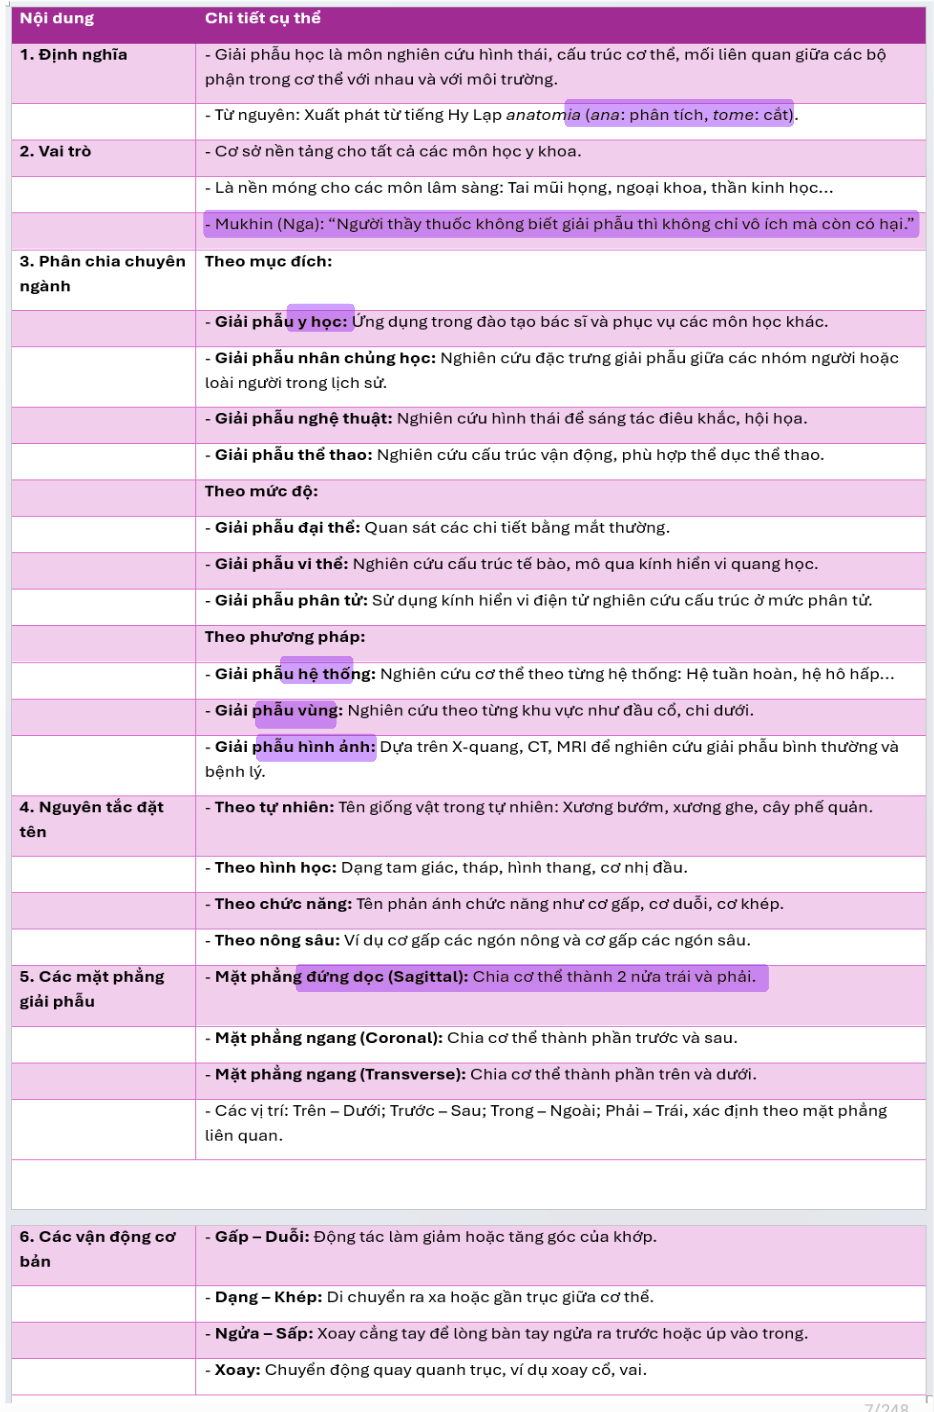 Nội dung
Chi tiết cụ thể
1. Định nghĩa
- Giải phẫu học là môn nghiên cứu hình thái, cấu trúc cơ thể, mối liên quan giữa các bộ
phận trong cơ thể với nhau và với môi trường.
- Từ nguyên: Xuất phát từ tiếng Hy Lạp anatomia (ana: phân tích, tome: cắt).
2. Vai trò
- Cơ sở nền tảng cho tất cả các môn học y khoa.
- Là nền móng cho các môn lâm sàng: Tai mũi họng, ngoại khoa, thần kinh học...
- Mukhin (Nga): “Người thầy thuốc không biết giải phẫu thì không chỉ vô ích mà còn có hại.”
3. Phân chia chuyên
ngành
Theo mục đích:
- Giải phẫu y học: Ứng dụng trong đào tạo bác sĩ và phục vụ các môn học khác.
- Giải phẫu nhân chủng học: Nghiên cứu đặc trưng giải phẫu giữa các nhóm người hoặc
loài người trong lịch sử.
- Giải phẫu nghệ thuật: Nghiên cứu hình thái để sáng tác điêu khắc, hội họa.
- Giải phẫu thể thao: Nghiên cứu cấu trúc vận động, phù hợp thể dục thể thao.
Theo mức độ:
- Giải phẫu đại thể: Quan sát các chi tiết bằng mắt thường.
- Giải phẫu vi thể: Nghiên cứu cấu trúc tế bào, mô qua kính hiển vi quang học.
- Giải phẫu phân tử: Sử dụng kính hiển vi điện tử nghiên cứu cấu trúc ở mức phân tử.
Theo phương pháp:
- Giải phẫu hệ thống: Nghiên cứu cơ thể theo từng hệ thống: Hệ tuần hoàn, hệ hô hấp...
- Giải phẫu vùng: Nghiên cứu theo từng khu vực như đầu cổ, chi dưới.
- Giải phẫu hình ảnh: Dựa trên X-quang, CT, MRI để nghiên cứu giải phẫu bình thường và
bệnh lý.
4. Nguyên tắc đặt
tên
- Theo tự nhiên: Tên giống vật trong tự nhiên: Xương bướm, xương ghe, cây phế quản.
- Theo hình học: Dạng tam giác, tháp, hình thang, cơ nhị đầu.
- Theo chức năng: Tên phản ánh chức năng như cơ gấp, cơ duỗi, cơ khép.
- Theo nông sâu: Ví dụ cơ gấp các ngón nông và cơ gấp các ngón sâu.
5. Các mặt phẳng
giải phẫu
- Mặt phẳng đứng dọc (Sagittal): Chia cơ thể thành 2 nửa trái và phải.
- Mặt phẳng ngang (Coronal): Chia cơ thể thành phần trước và sau.
- Mặt phẳng ngang (Transverse): Chia cơ thể thành phần trên và dưới.
- Các vị trí: Trên – Dưới; Trước – Sau; Trong – Ngoài; Phải – Trái, xác định theo mặt phẳng
liên quan.
6. Các vận động cơ
bản
- Gấp – Duỗi: Động tác làm giảm hoặc tăng góc của khớp.
- Dạng – Khép: Di chuyển ra xa hoặc gần trục giữa cơ thể.
- Ngửa – Sấp: Xoay cẳng tay để lòng bàn tay ngửa ra trước hoặc úp vào trong.
- Xoay: Chuyển động quay quanh trục, ví dụ xoay cổ, vai.
7/248